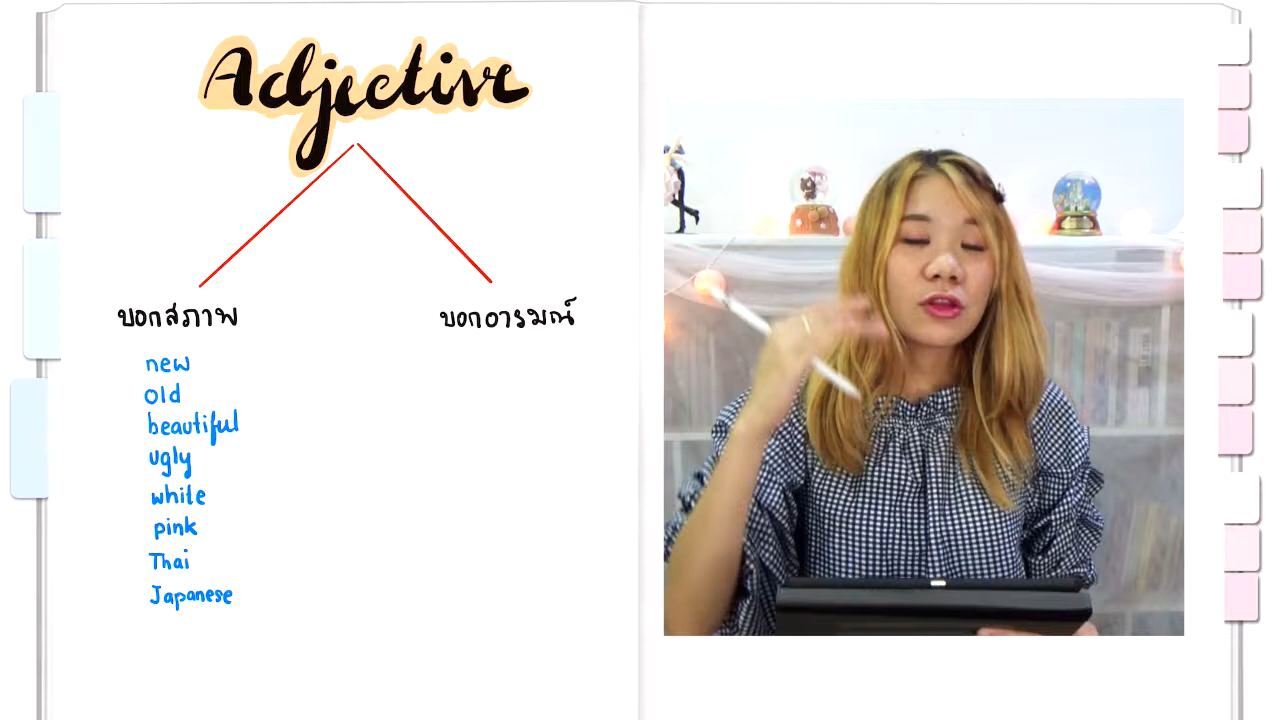 Adjective
บอกสภาพ
บอกอารมณ์
new
old
beautiful
ugly
white
pink
Thai
Japanese